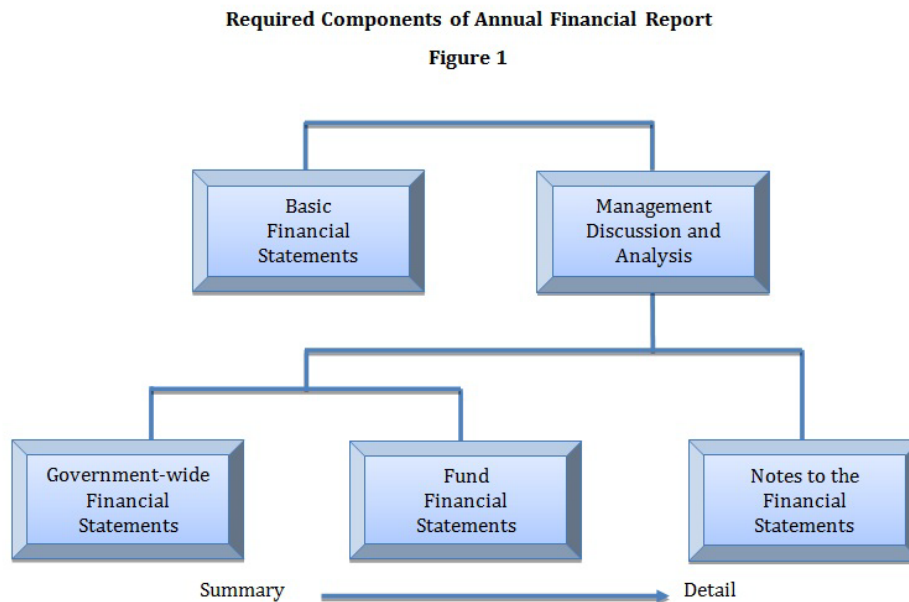 Required Components of Annual Financial Report
Figure 1
Basic
Financial
Statements
Management
Discussion and
Analysis
Government-wide
Financial
Statements
Fund
Financial
Statements
Notes to the
Financial
Statements
Summary
Detail